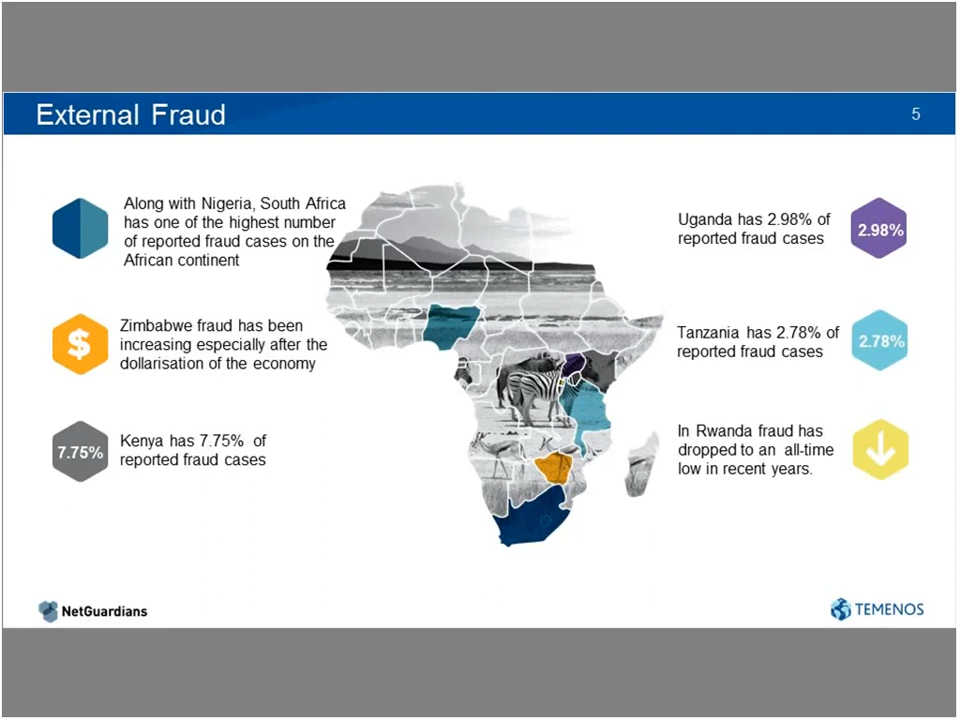 External Fraud
5
Along with Nigeria, South Africa
has one of the highest number
of reported fraud cases on the
African continent
$
Zimbabwe fraud has been
increasing especially after the
dollarisation of the economy
7.75%
Kenya has 7.75% of
reported fraud cases
Uganda has 2.98% of
reported fraud cases
2.98%
Tanzania has 2.78% of
reported fraud cases
2.78%
In Rwanda fraud has
dropped to an all-time
low in recent years.
NetGuardians
TEMENOS